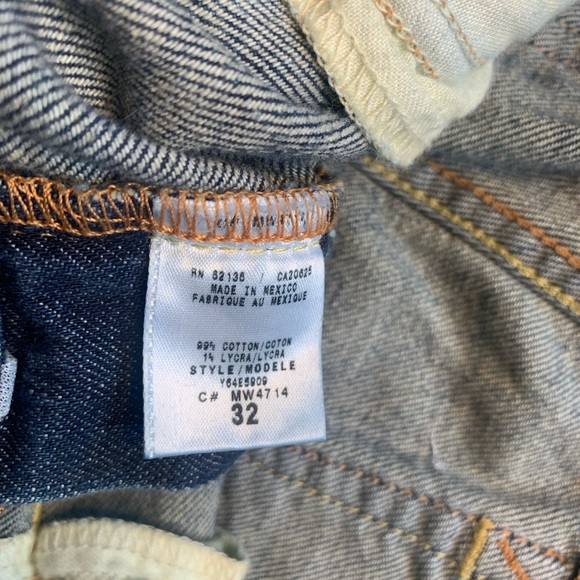 RN 62136 / CA20625
MADE IN MEXICO
FABRIQUE AU MEXIQUE
99% COTTON/COTON
1% LYCRA/LYCRA
STYLE/MODELE
Y64E5909
C# MW4714
32